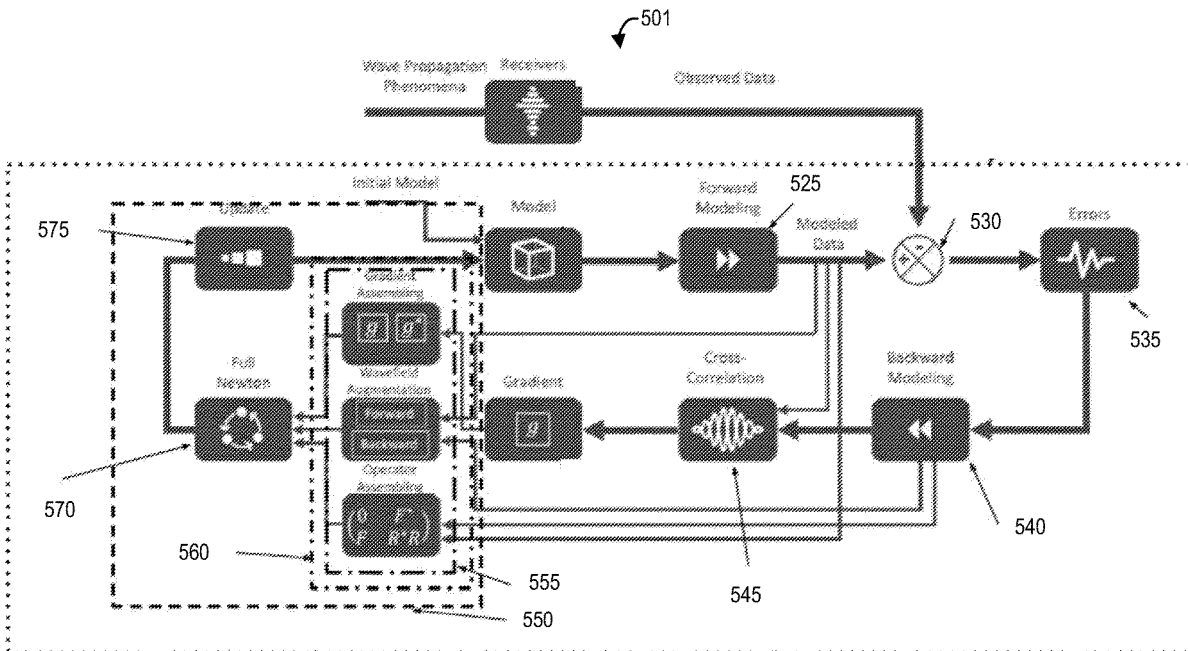 501
Wave Propagation
Phenomena
Receivers
Observed Data
Initial Model
Update
575
Model
Forward
Modeling
525
Modeled
Data
530
Errors
535
Gradient
Assembling
g
Full
Newton
570
Wavefield
Augmentation
Forward
Backward
Gradient
g
Cross-
Correlation
545
Backward
Modeling
540
Operator
Assembling
560
555
550